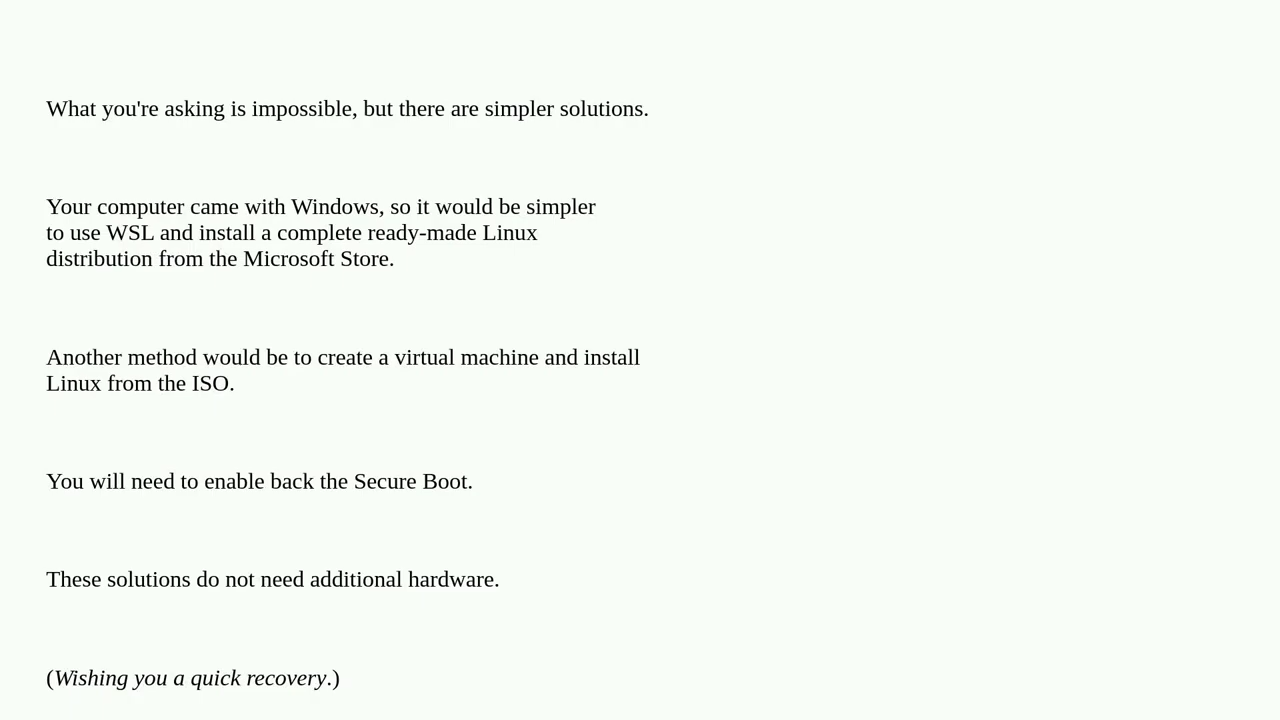 What you're asking is impossible, but there are simpler solutions.
Your computer came with Windows, so it would be simpler
to use WSL and install a complete ready-made Linux
distribution from the Microsoft Store.
Another method would be to create a virtual machine and install
Linux from the ISO.
You will need to enable back the Secure Boot.
These solutions do not need additional hardware.
(Wishing you a quick recovery.)